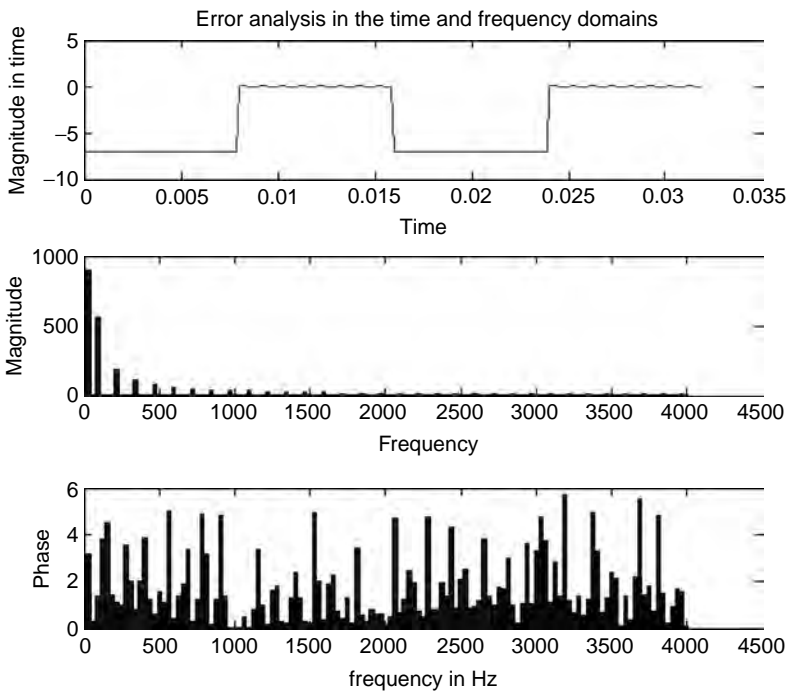 Error analysis in the time and frequency domains
Magnitude in time
5
0
−5
−10
0 0.005 0.01 0.015 0.02 0.025 0.03 0.035
Time
Magnitude
1000
500
0
0 500 1000 1500 2000 2500 3000 3500 4000 4500
Frequency
Phase
6
4
2
0
0 500 1000 1500 2000 2500 3000 3500 4000 4500
frequency in Hz